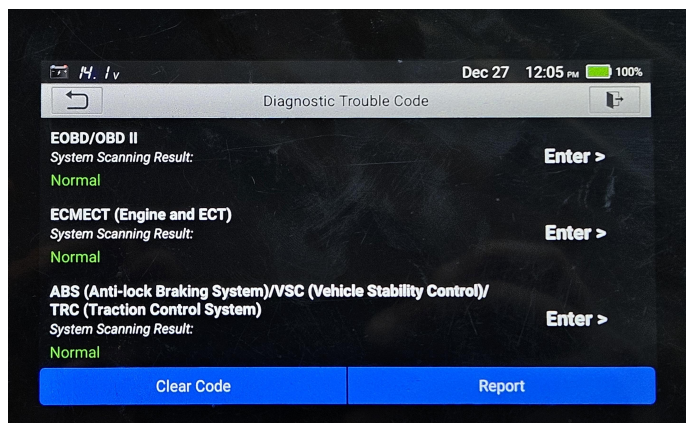 14.1v
Dec 27 12:05 PM 100%
Diagnostic Trouble Code
EOBD/OBD II
System Scanning Result:
Enter >
Normal
ECMECT (Engine and ECT)
System Scanning Result:
Enter >
Normal
ABS (Anti-lock Braking System)/VSC (Vehicle Stability Control)/
TRC (Traction Control System)
Enter >
System Scanning Result:
Normal
Clear Code
Report